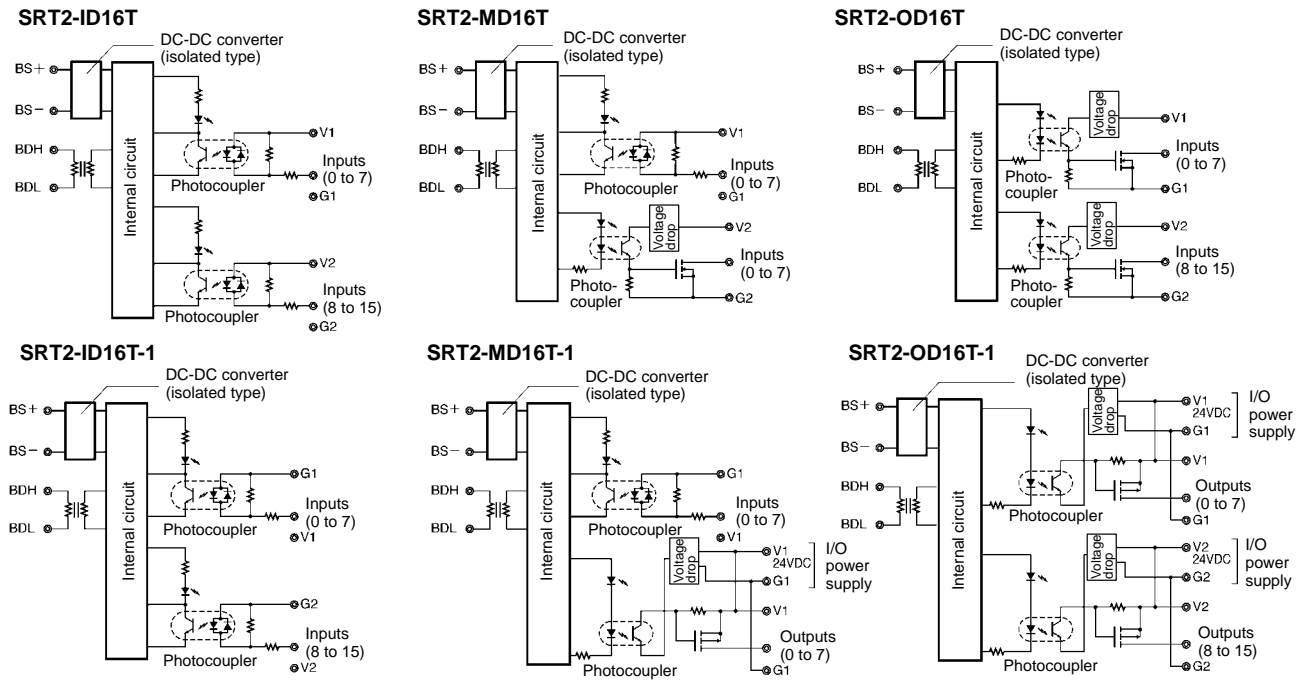 SRT2-ID16T
DC-DC converter
(isolated type)
BS+
BS−
BDH
BDL
Internal circuit
V1
Inputs
(0 to 7)
Photocoupler
G1
V2
Inputs
(8 to 15)
Photocoupler
G2
SRT2-MD16T
DC-DC converter
(isolated type)
BS+
BS−
BDH
BDL
Internal circuit
V1
Inputs
(0 to 7)
Photocoupler
G1
Voltage
drop
V2
Inputs
(0 to 7)
Photo-
coupler
G2
SRT2-OD16T
DC-DC converter
(isolated type)
BS+
BS−
BDH
BDL
Internal circuit
Voltage
drop
V1
Inputs
(0 to 7)
Photo-
coupler
G1
Voltage
drop
V2
Inputs
(8 to 15)
Photo-
coupler
G2
SRT2-ID16T-1
DC-DC converter
(isolated type)
BS+
BS−
BDH
BDL
Internal circuit
G1
Inputs
(0 to 7)
Photocoupler
V1
G2
Inputs
(8 to 15)
Photocoupler
V2
SRT2-MD16T-1
DC-DC converter
(isolated type)
BS+
BS−
BDH
BDL
Internal circuit
G1
Inputs
(0 to 7)
Photocoupler
V1
Voltage
drop
V1
24VDC
G1
I/O
power
supply
V1
Outputs
(0 to 7)
Photocoupler
G1
SRT2-OD16T-1
DC-DC converter
(isolated type)
BS+
BS−
BDH
BDL
Internal circuit
Voltage
drop
V1
24VDC
G1
I/O
power
supply
V1
Outputs
(0 to 7)
Photocoupler
G1
Voltage
drop
V2
24VDC
G2
I/O
power
supply
V2
Outputs
(8 to 15)
Photocoupler
G2